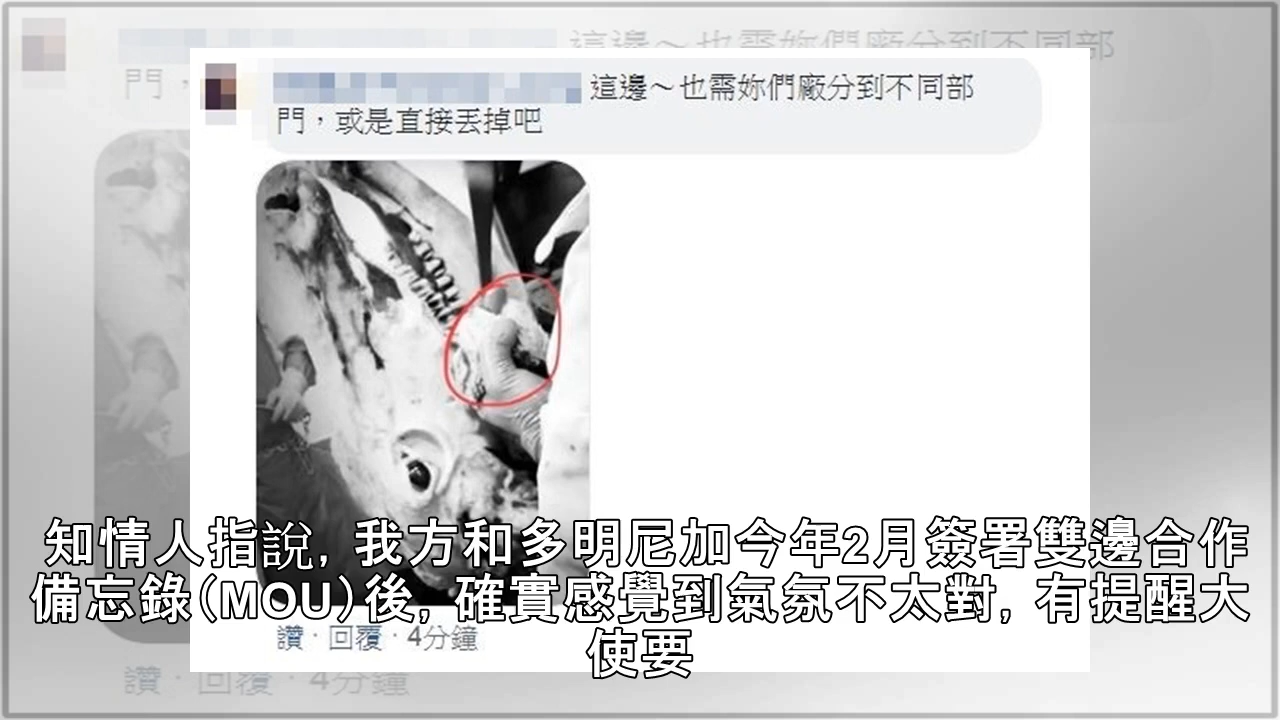 這邊～也需妳們廠分到不同部
門，或是直接丟掉吧
知情人指說, 我方和多明尼加今年2月簽署雙邊合作
備忘錄(MOU)後, 確實感覺到氣氛不太對, 有提醒大
使要
讚 · 回覆 · 4分鐘